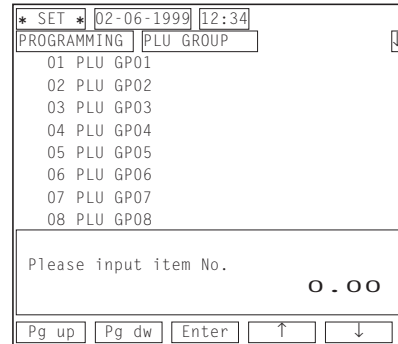 * SET * 02-06-1999 12:34
PROGRAMMING PLU GROUP ↓
01 PLU GP01
02 PLU GP02
03 PLU GP03
04 PLU GP04
05 PLU GP05
06 PLU GP06
07 PLU GP07
08 PLU GP08
Please input item No.
0.00
Pg up Pg dw Enter ↑ ↓